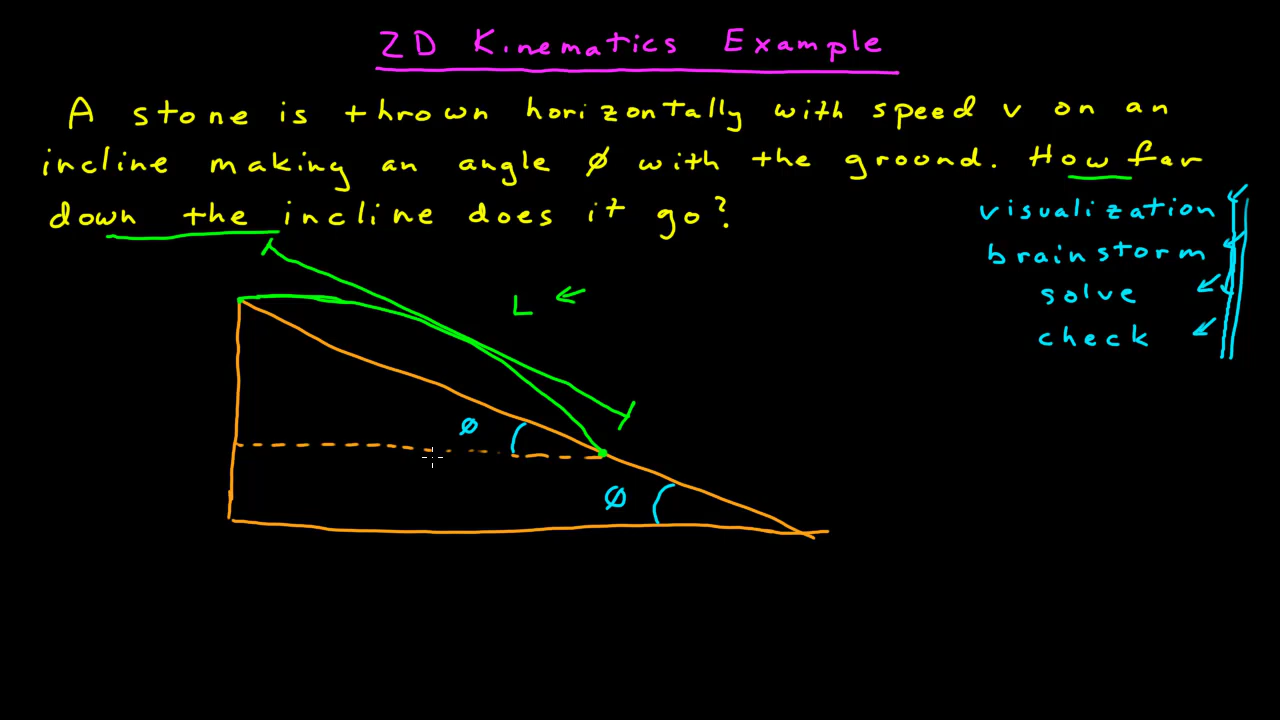 2D Kinematics Example
A stone is thrown horizontally with speed v on an
incline making an angle ϕ with the ground. How far
down the incline does it go?
visualization
brainstorm
solve
check
L
ϕ
ϕ